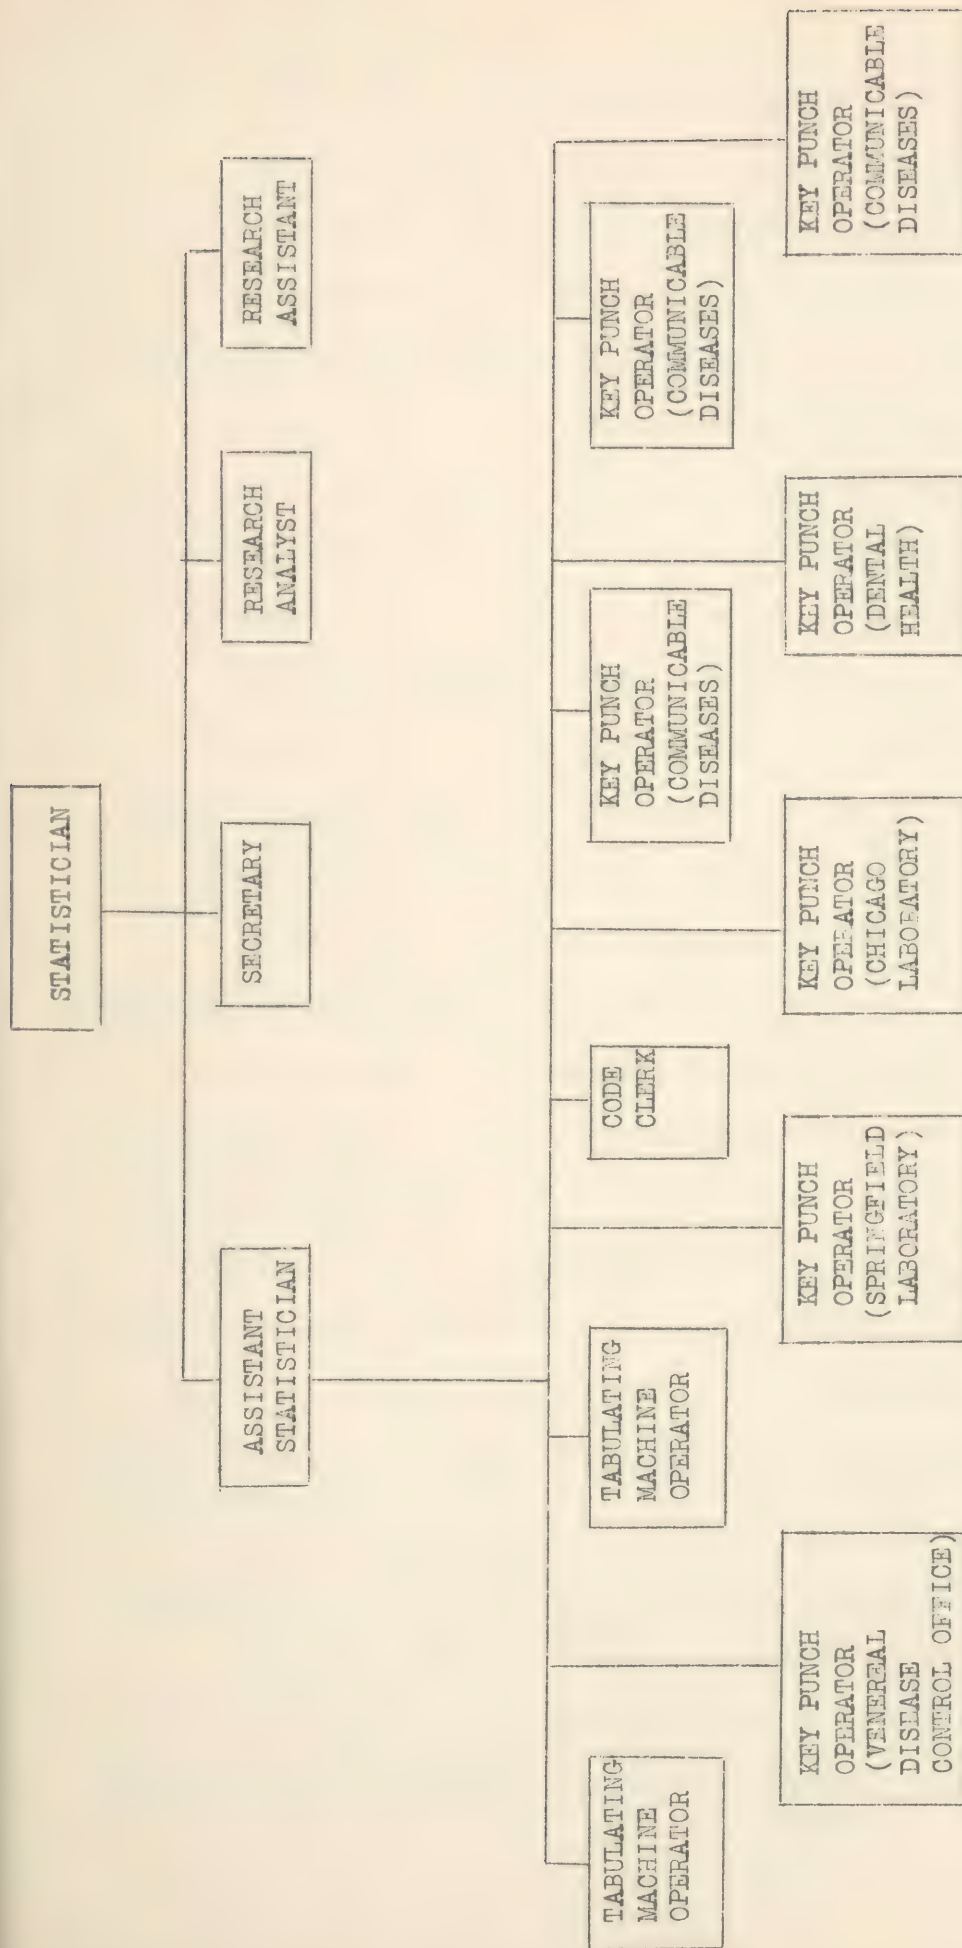 STATISTICIAN
ASSISTANT
STATISTICIAN
SECRETARY
RESEARCH
ANALYST
RESEARCH
ASSISTANT
TABULATING
MACHINE
OPERATOR
TABULATING
MACHINE
OPERATOR
CODE
CLERK
KEY PUNCH
OPERATOR
(COMMUNICABLE
DISEASES)
KEY PUNCH
OPERATOR
(COMMUNICABLE
DISEASES)
KEY PUNCH
OPERATOR
(VENEREAL
DISEASE
CONTROL OFFICE)
KEY PUNCH
OPERATOR
(SPRINGFIELD
LABORATORY)
KEY PUNCH
OPERATOR
(CHICAGO
LABORATORY)
KEY PUNCH
OPERATOR
(DENTAL
HEALTH)
KEY PUNCH
OPERATOR
(COMMUNICABLE
DISEASES)